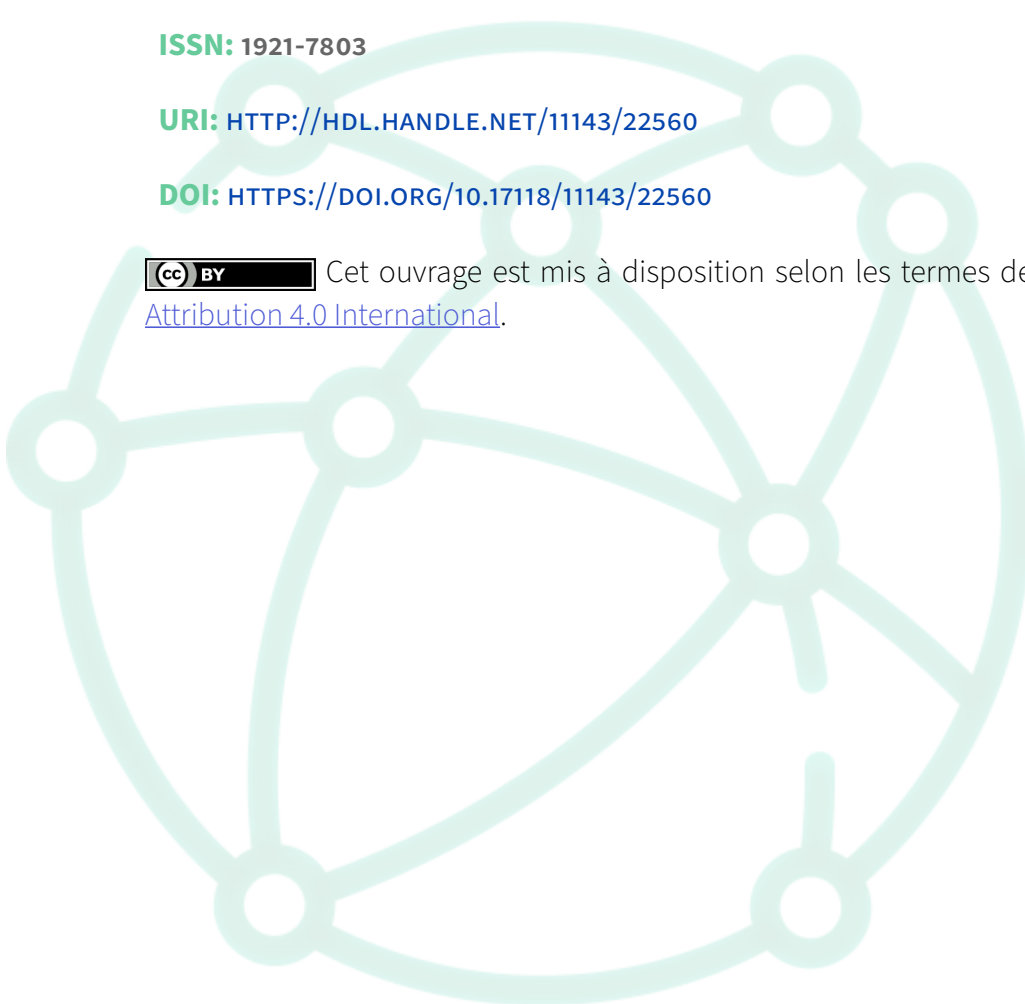 ISSN: 1921-7803
URI: HTTP://HDL.HANDLE.NET/11143/22560
DOI: HTTPS://DOI.ORG/10.17118/11143/22560
cc BY Cet ouvrage est mis à disposition selon les termes de
Attribution 4.0 International.